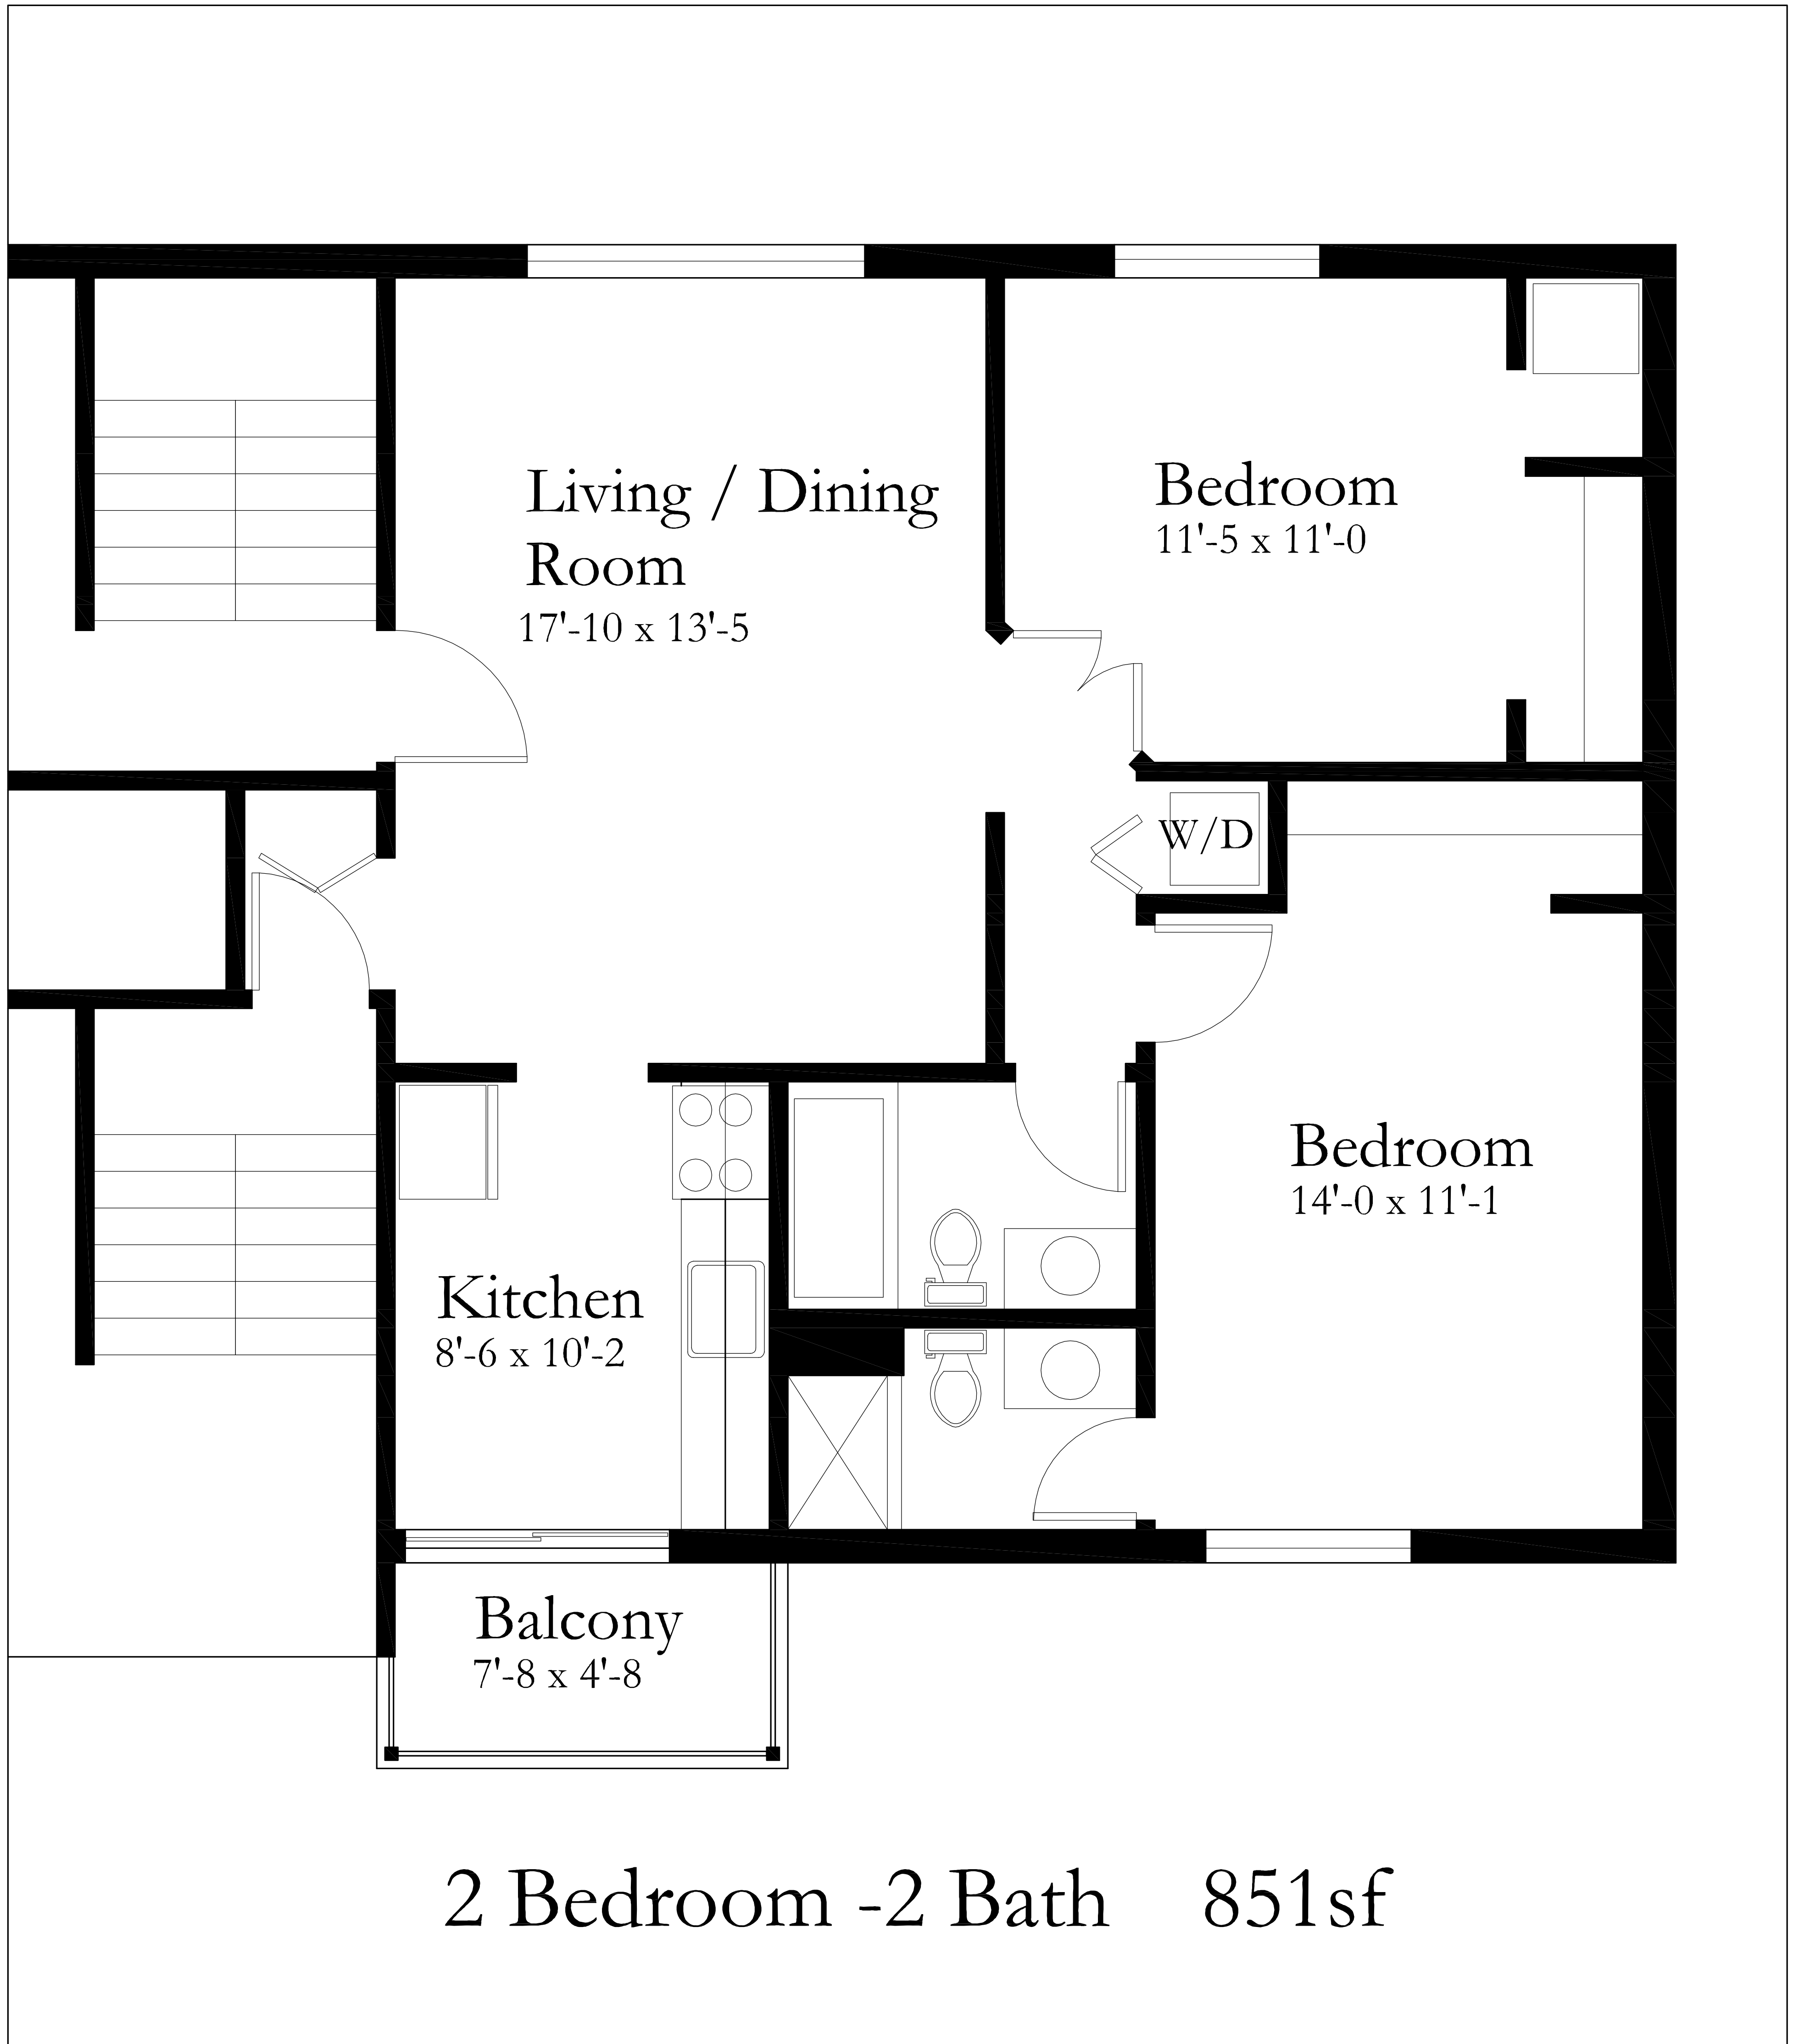 Living / Dining
Room
17'-10 x 13'-5
Bedroom
11'-5 x 11'-0
W/D
Bedroom
14'-0 x 11'-1
Kitchen
8'-6 x 10'-2
Balcony
7'-8 x 4'-8
2 Bedroom -2 Bath 851sf